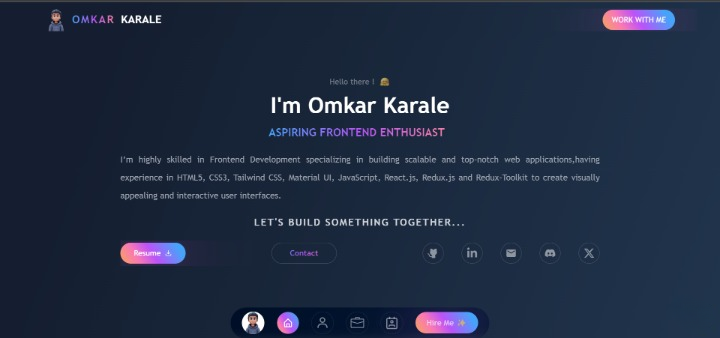 OMKAR KARALE
WORK WITH ME
Hello there !
I'm Omkar Karale
ASPIRING FRONTEND ENTHUSIAST
I'm highly skilled in Frontend Development specializing in building scalable and top-notch web applications,having
experience in HTML5, CSS3, Tailwind CSS, Material UI, JavaScript, React.js, Redux.js and Redux-Toolkit to create visually
appealing and interactive user interfaces.
LET'S BUILD SOMETHING TOGETHER...
Resume
Contact
Hire Me